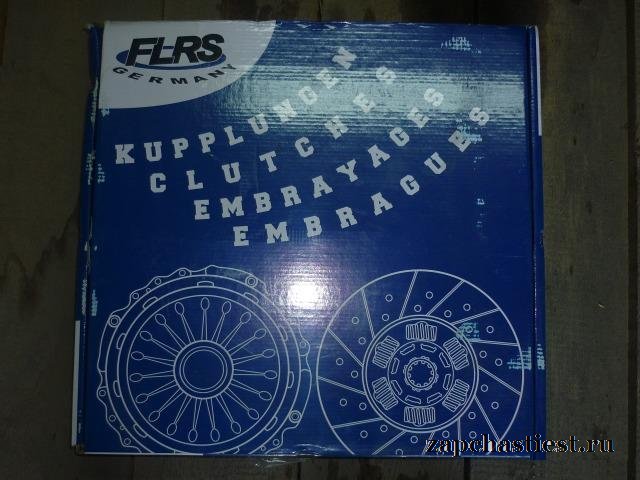 FLRS
GERMANY
KUPPLUNGEN
CLUTCHES
EMBRAYAGES
EMBRAGUES
zapchastiest.ru